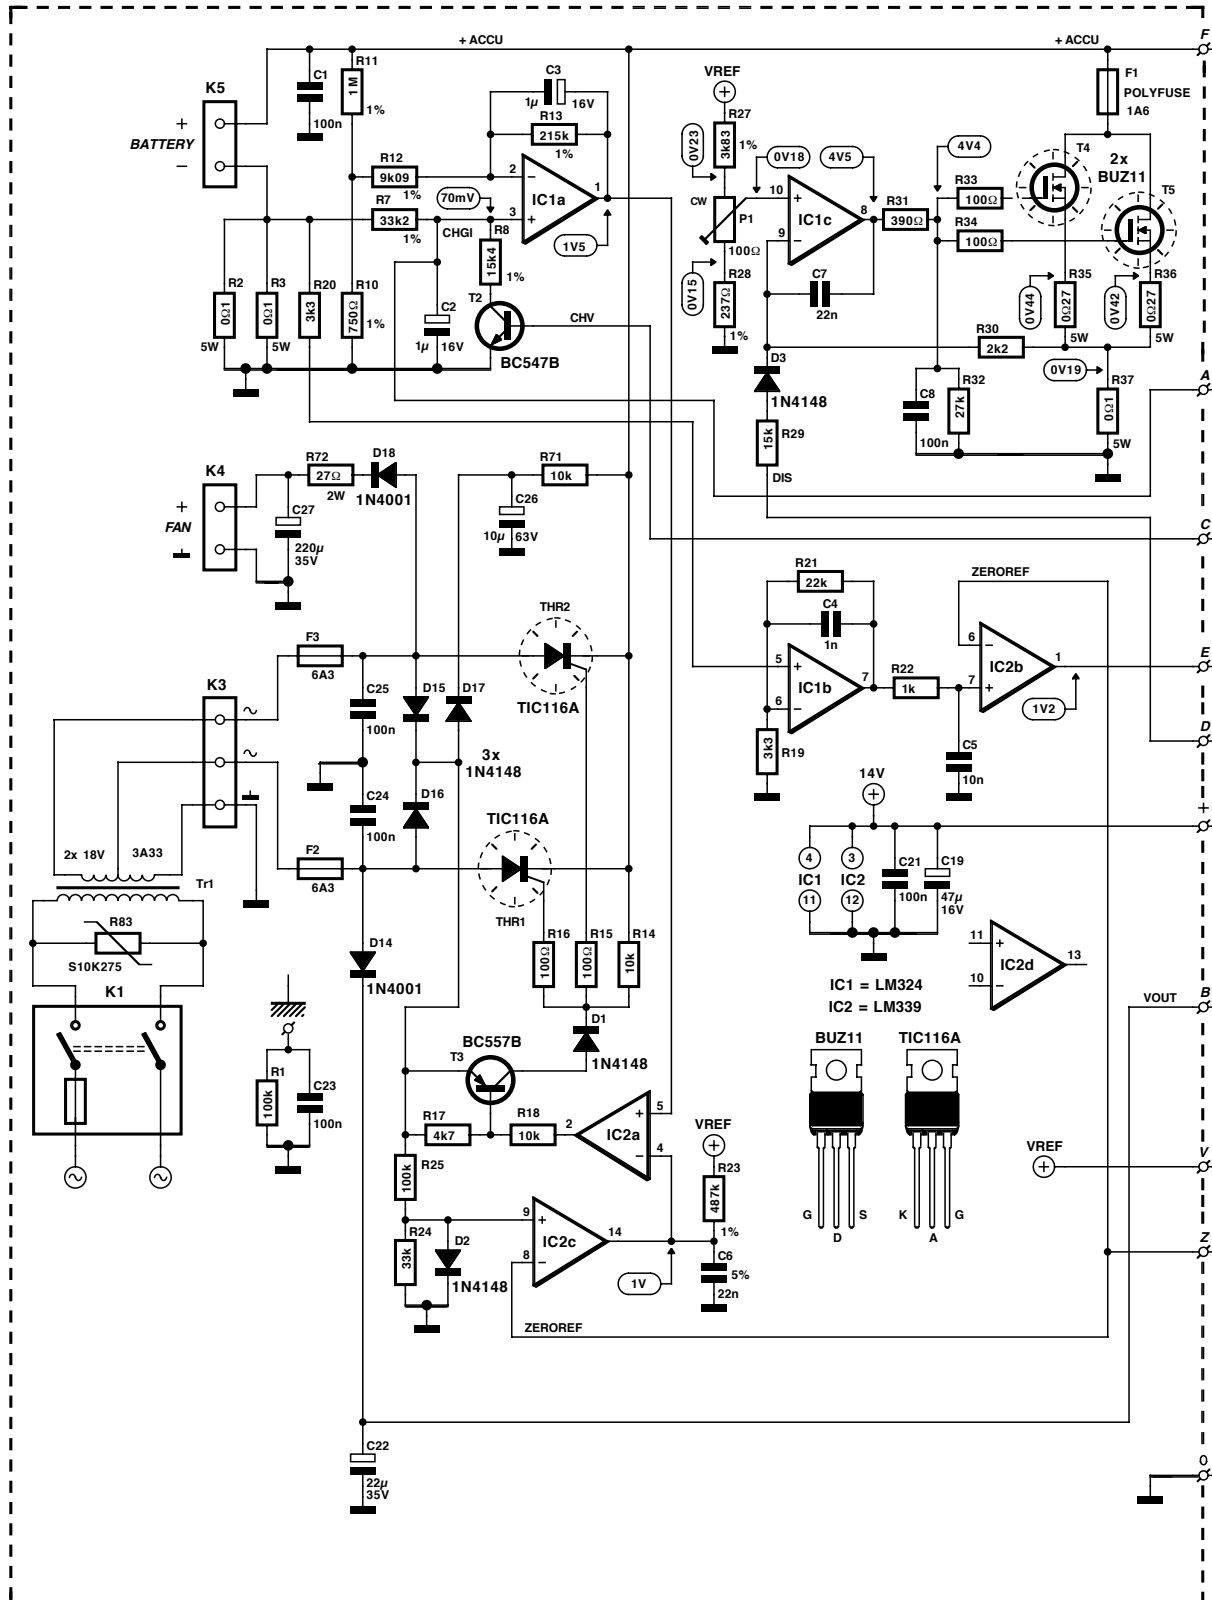 + ACCU
+ ACCU
F
K5
+
BATTERY
−
C1
100n
R11
1M
1%
C3
1µ
16V
R13
215k
1%
R12
9k09
1%
R7
33k2
1%
70mV
CHGI
2
−
3
+
IC1a
1
1V5
R8
15k4
1%
R2
0Ω1
5W
R3
0Ω1
5W
R20
3k3
R10
750Ω
1%
C2
1µ
16V
T2
BC547B
CHV
VREF
+
R27
3k83
1%
0V23
0V18
CW
P1
100Ω
0V15
R28
237Ω
1%
4V5
10
+
9
−
IC1c
8
C7
22n
R31
390Ω
4V4
R33
100Ω
R34
100Ω
F1
POLYFUSE
1A6
T4
2x
BUZ11
T5
R35
0Ω27
5W
0V44
R36
0Ω27
5W
0V42
R30
2k2
0V19
R37
0Ω1
5W
D3
1N4148
R29
15k
DIS
C8
100n
R32
27k
A
K4
+
FAN
R72
27Ω
2W
D18
1N4001
C27
220µ
35V
R71
10k
C26
10µ
63V
C
R21
22k
C4
1n
5
+
6
−
IC1b
7
R19
3k3
R22
1k
C5
10n
ZEROREF
6
−
7
+
IC2b
1
1V2
E
D
THR2
TIC116A
F3
6A3
K3
~
~
C25
100n
C24
100n
D15
D17
3x
1N4148
D16
TIC116A
THR1
F2
6A3
2x 18V
3A33
Tr1
R83
S10K275
K1
D14
1N4001
R16
100Ω
R15
100Ω
R14
10k
D1
1N4148
14V
+
4
IC1
11
3
IC2
12
C21
100n
C19
47µ
16V
+
11
+
10
−
IC2d
13
IC1 = LM324
IC2 = LM339
VOUT
B
BUZ11
TIC116A
G
D
S
K
A
G
R1
100k
C23
100n
BC557B
T3
R17
4k7
R18
10k
2
IC2a
+
5
−
4
VREF
+
R23
487k
1%
VREF
+
V
R25
100k
R24
33k
D2
1N4148
9
+
8
−
IC2c
14
1V
C6
5%
22n
Z
ZEROREF
C22
22µ
35V
0